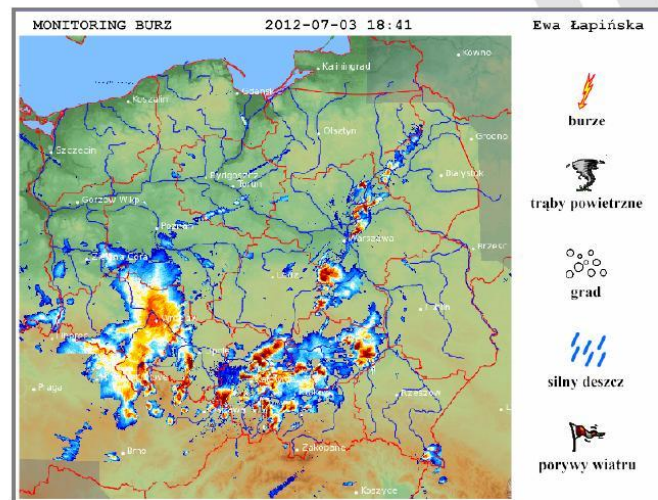 MONITORING BURZ 2012-07-03 18:41 Ewa Łapińska
Kowno
Kaliningrad
Gdańsk
Koszalin
Olsztyn
Grodno
Szczecin
Bydgoszcz
Białystok
Toruń
Gorzów Wlkp.
Poznań
Warszawa
Brześć
Zielona Góra
Łódź
Lublin
Praga
Rzeszów
Brno
Zakopane
Koszyce
burze
trąby powietrzne
grad
silny deszcz
porywy wiatru